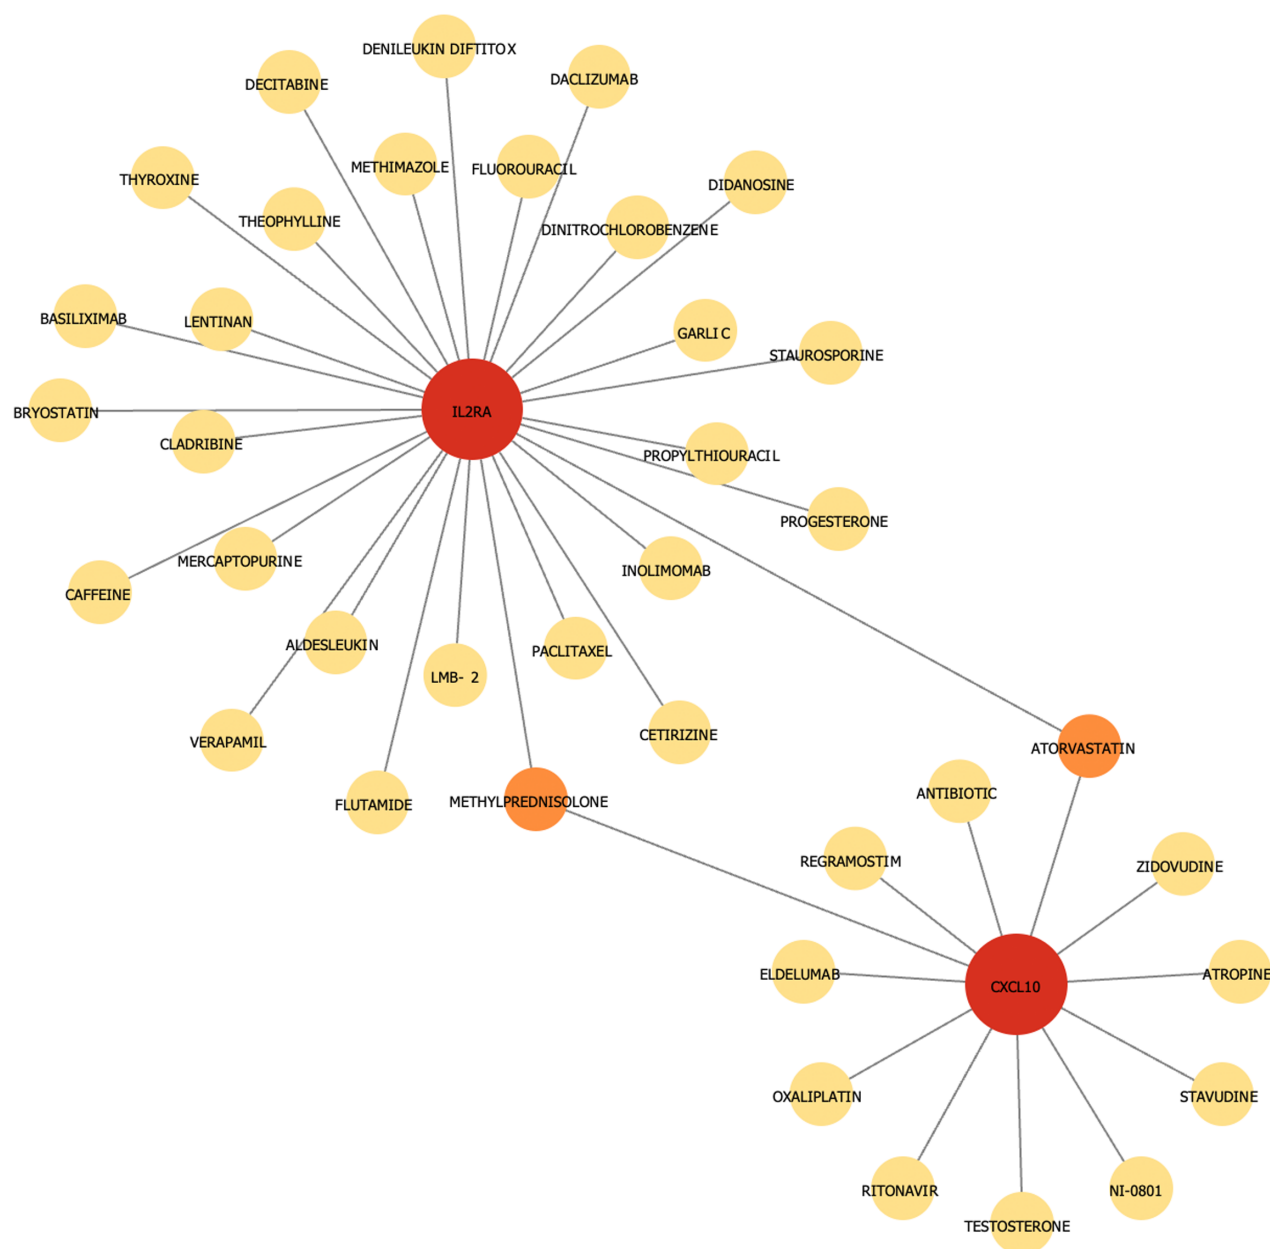 DENILEUKIN DIFTITOX
DECITABINE
DACLIZUMAB
METHIMAZOLE
FLUOROURACIL
THYROXINE
DIDANOSINE
THEOPHYLLINE
DINITROCHLOROBENZENE
BASILIXIMAB
LENTINAN
GARLI C
STAUROSPORINE
BRYOSTATIN
IL2RA
CLADRIBINE
PROPYLTHIOURACIL
PROGESTERONE
MERCAPTOPURINE
INOLIMOMAB
CAFFEINE
ALDESLEUKIN
PACLITAXEL
LMB- 2
VERAPAMIL
CETIRIZINE
ATORVASTATIN
FLUTAMIDE
METHYLPREDNISOLONE
ANTIBIOTIC
REGRAMOSTIM
ZIDOVUDINE
ELDELUMAB
ATROPINE
CXCL10
OXALIPLATIN
STAVUDINE
RITONAVIR
NI-0801
TESTOSTERONE